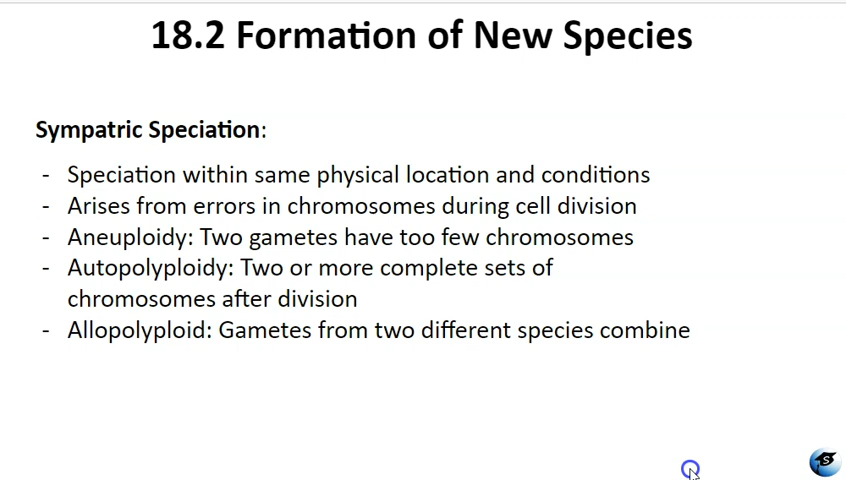 18.2 Formation of New Species
Sympatric Speciation:
- Speciation within same physical location and conditions
- Arises from errors in chromosomes during cell division
- Aneuploidy: Two gametes have too few chromosomes
- Autopolyploidy: Two or more complete sets of
chromosomes after division
- Allopolyploid: Gametes from two different species combine
S